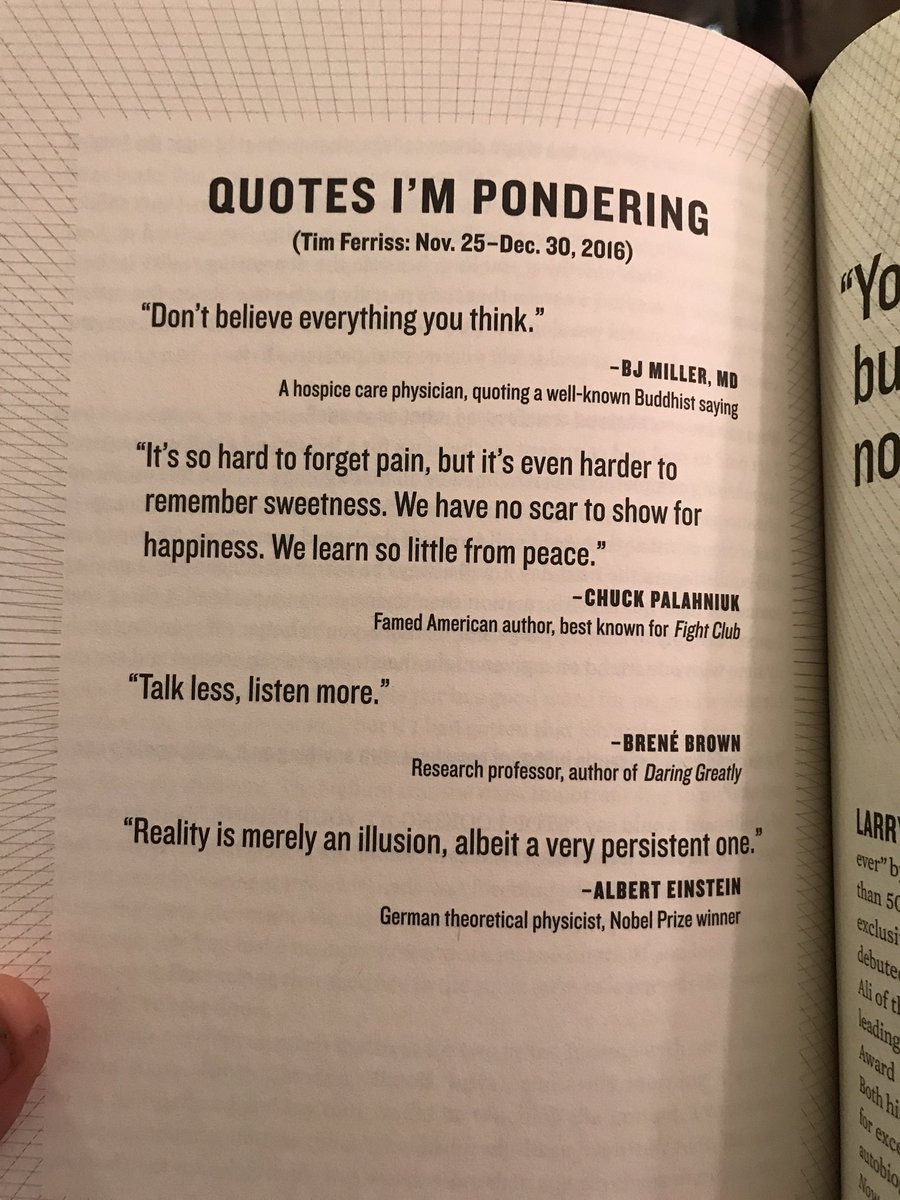 QUOTES I'M PONDERING
(Tim Ferriss: Nov. 25–Dec. 30, 2016)
“Don't believe everything you think.”
–BJ MILLER, MD
A hospice care physician, quoting a well-known Buddhist saying
“It's so hard to forget pain, but it's even harder to
remember sweetness. We have no scar to show for
happiness. We learn so little from peace.”
–CHUCK PALAHNIUK
Famed American author, best known for Fight Club
“Talk less, listen more.”
–BRENÉ BROWN
Research professor, author of Daring Greatly
“Reality is merely an illusion, albeit a very persistent one.”
–ALBERT EINSTEIN
German theoretical physicist, Nobel Prize winner
“Yo
bu
no
LARRY
ever” b
than 50
exclusi
debute
Ali of th
leading
Award
Both hi
for exce
autobio
Now